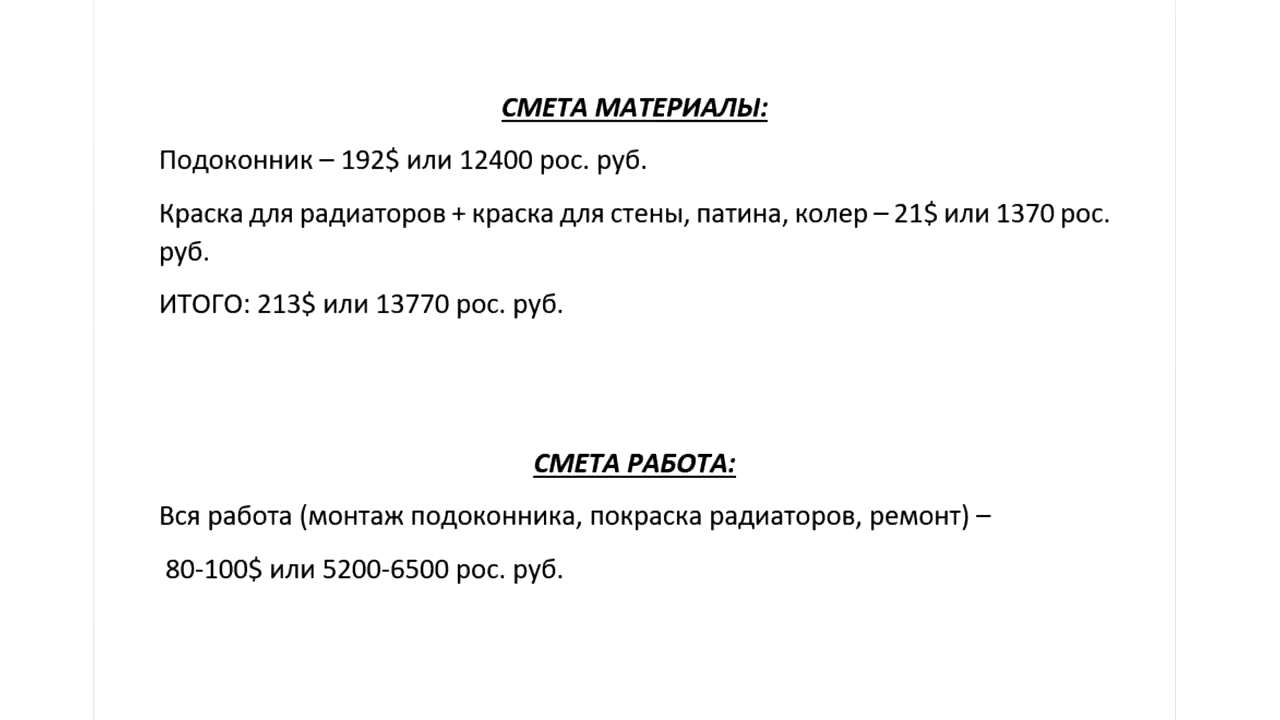 СМЕТА МАТЕРИАЛЫ:
Подоконник – 192$ или 12400 рос. руб.
Краска для радиаторов + краска для стены, патина, колер – 21$ или 1370 рос.
руб.
ИТОГО: 213$ или 13770 рос. руб.
СМЕТА РАБОТА:
Вся работа (монтаж подоконника, покраска радиаторов, ремонт) –
80-100$ или 5200-6500 рос. руб.